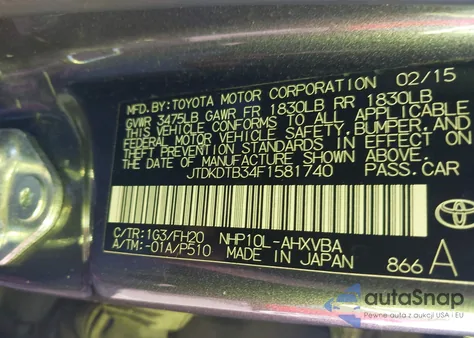 MFD.BY:TOYOTA MOTOR CORPORATION 02/15
GVWR 3475LB GAWR FR 1830LB RR 1830LB
THIS VEHICLE CONFORMS TO ALL APPLICABLE
FEDERAL MOTOR VEHICLE SAFETY, BUMPER, AND
THEFT PREVENTION STANDARDS IN EFFECT ON
THE DATE OF MANUFACTURE SHOWN ABOVE.
JTDKDTB34F1581740 PASS.CAR
C/TR:1G3/FH20 NHP10L-AHXVBA
A/TM:-01A/P510 MADE IN JAPAN 866 A
autoSnap
Pewne auta z aukcji USA i EU